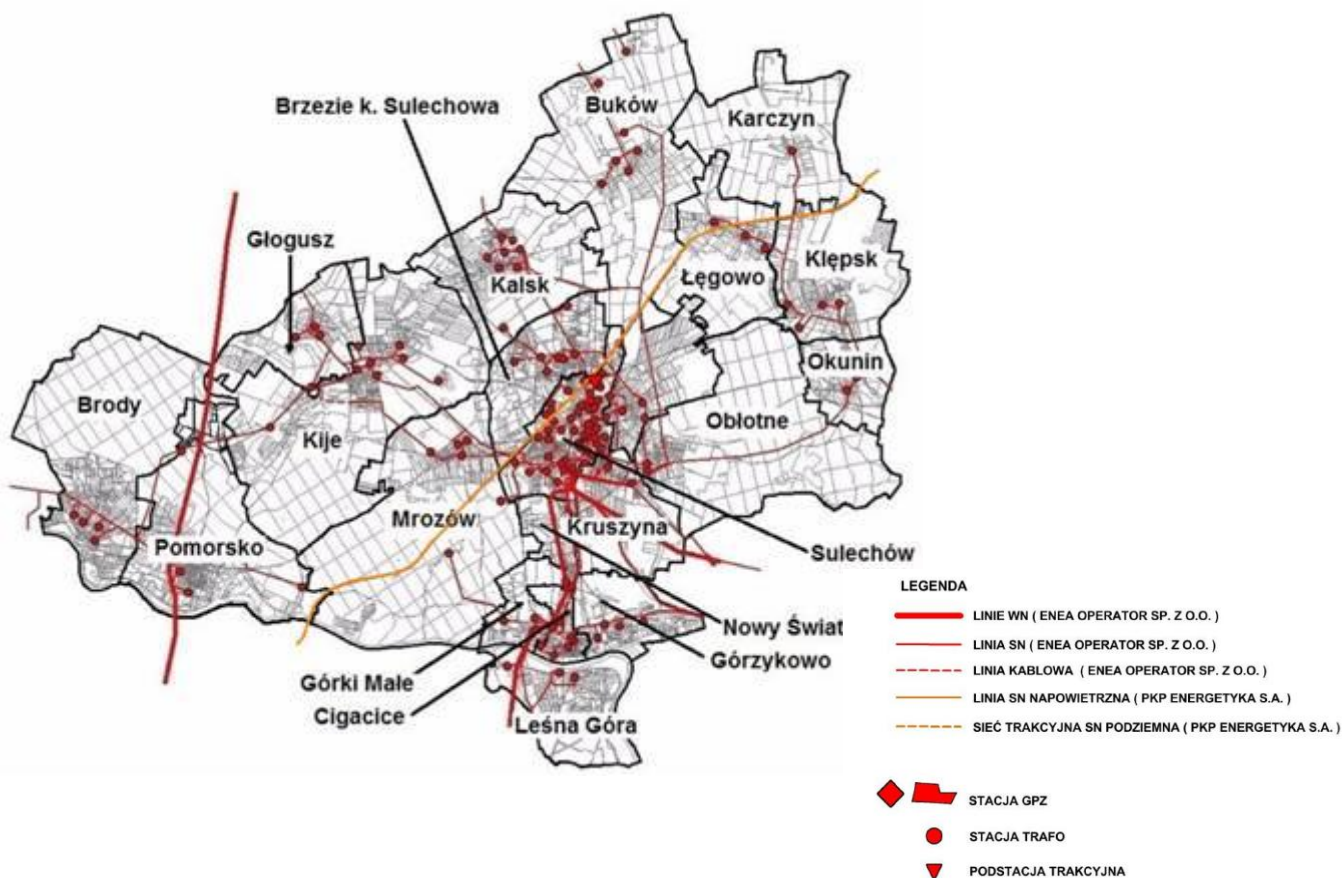 Buków
Brzezie k. Sulechowa
Karczyn
Głogusz
Kalsk
Łęgowo
Klępsk
Okunin
Brody
Kije
Obłotne
Mrozów
Kruszyna
Pomorsko
Sulechów
Nowy Świat
Górzykowo
Górki Małe
Cigacice
Leśna Góra
LEGENDA
LINIE WN ( ENEA OPERATOR SP. Z O.O. )
LINIA SN ( ENEA OPERATOR SP. Z O.O. )
LINIA KABLOWA ( ENEA OPERATOR SP. Z O.O. )
LINIA SN NAPOWIETRZNA ( PKP ENERGETYKA S.A. )
SIEĆ TRAKCYJNA SN PODZIEMNA ( PKP ENERGETYKA S.A. )
STACJA GPZ
STACJA TRAFO
PODSTACJA TRAKCYJNA